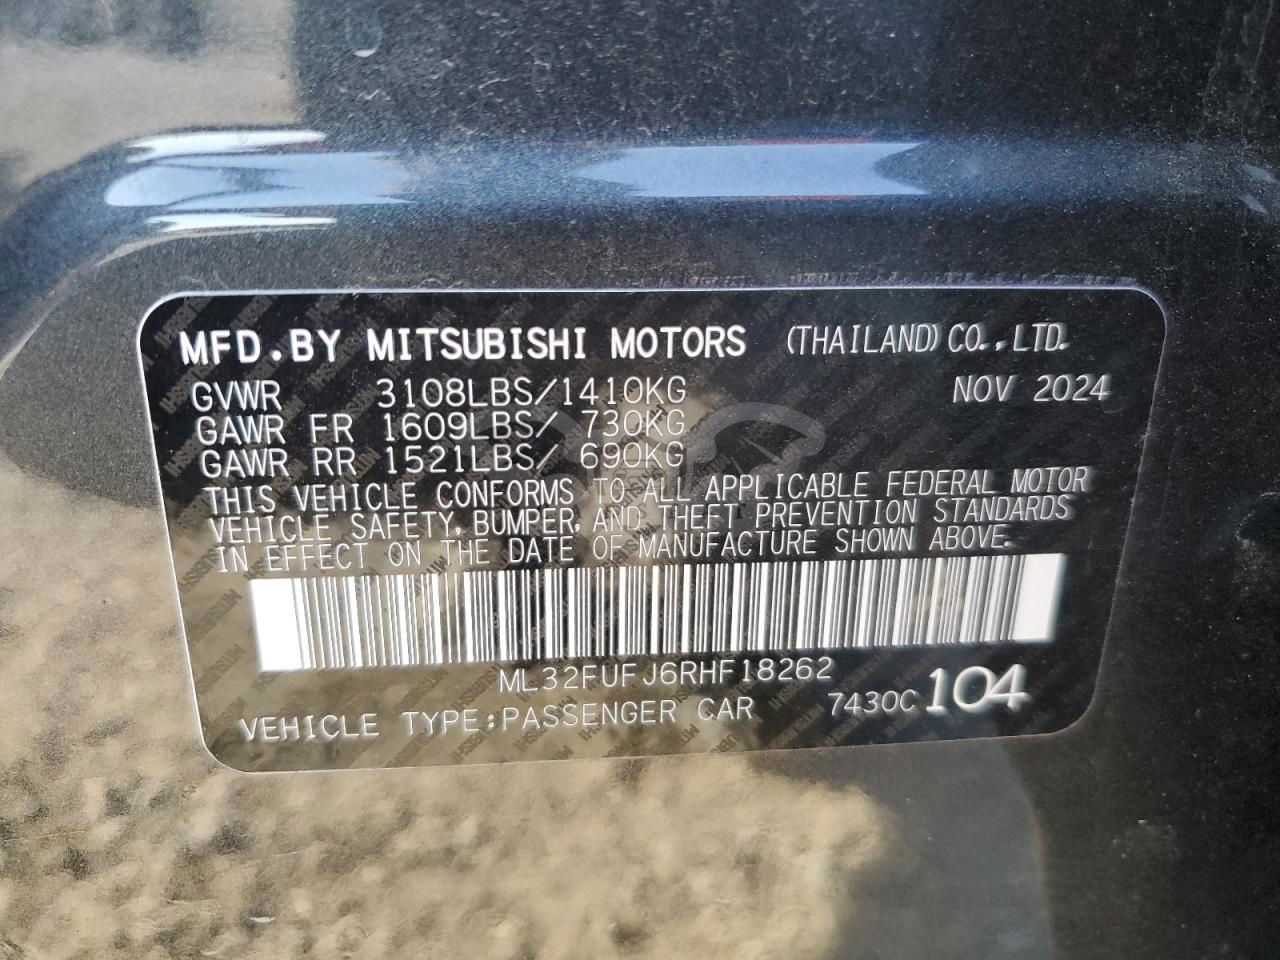 MFD.BY MITSUBISHI MOTORS (THAILAND) CO.,LTD.
GVWR 3108LBS/1410KG NOV 2024
GAWR FR 1609LBS/ 730KG
GAWR RR 1521LBS/ 690KG
THIS VEHICLE CONFORMS TO ALL APPLICABLE FEDERAL MOTOR
VEHICLE SAFETY, BUMPER, AND THEFT PREVENTION STANDARDS
IN EFFECT ON THE DATE OF MANUFACTURE SHOWN ABOVE.
ML32FUFJ6RHF18262
VEHICLE TYPE:PASSENGER CAR 7430C 104